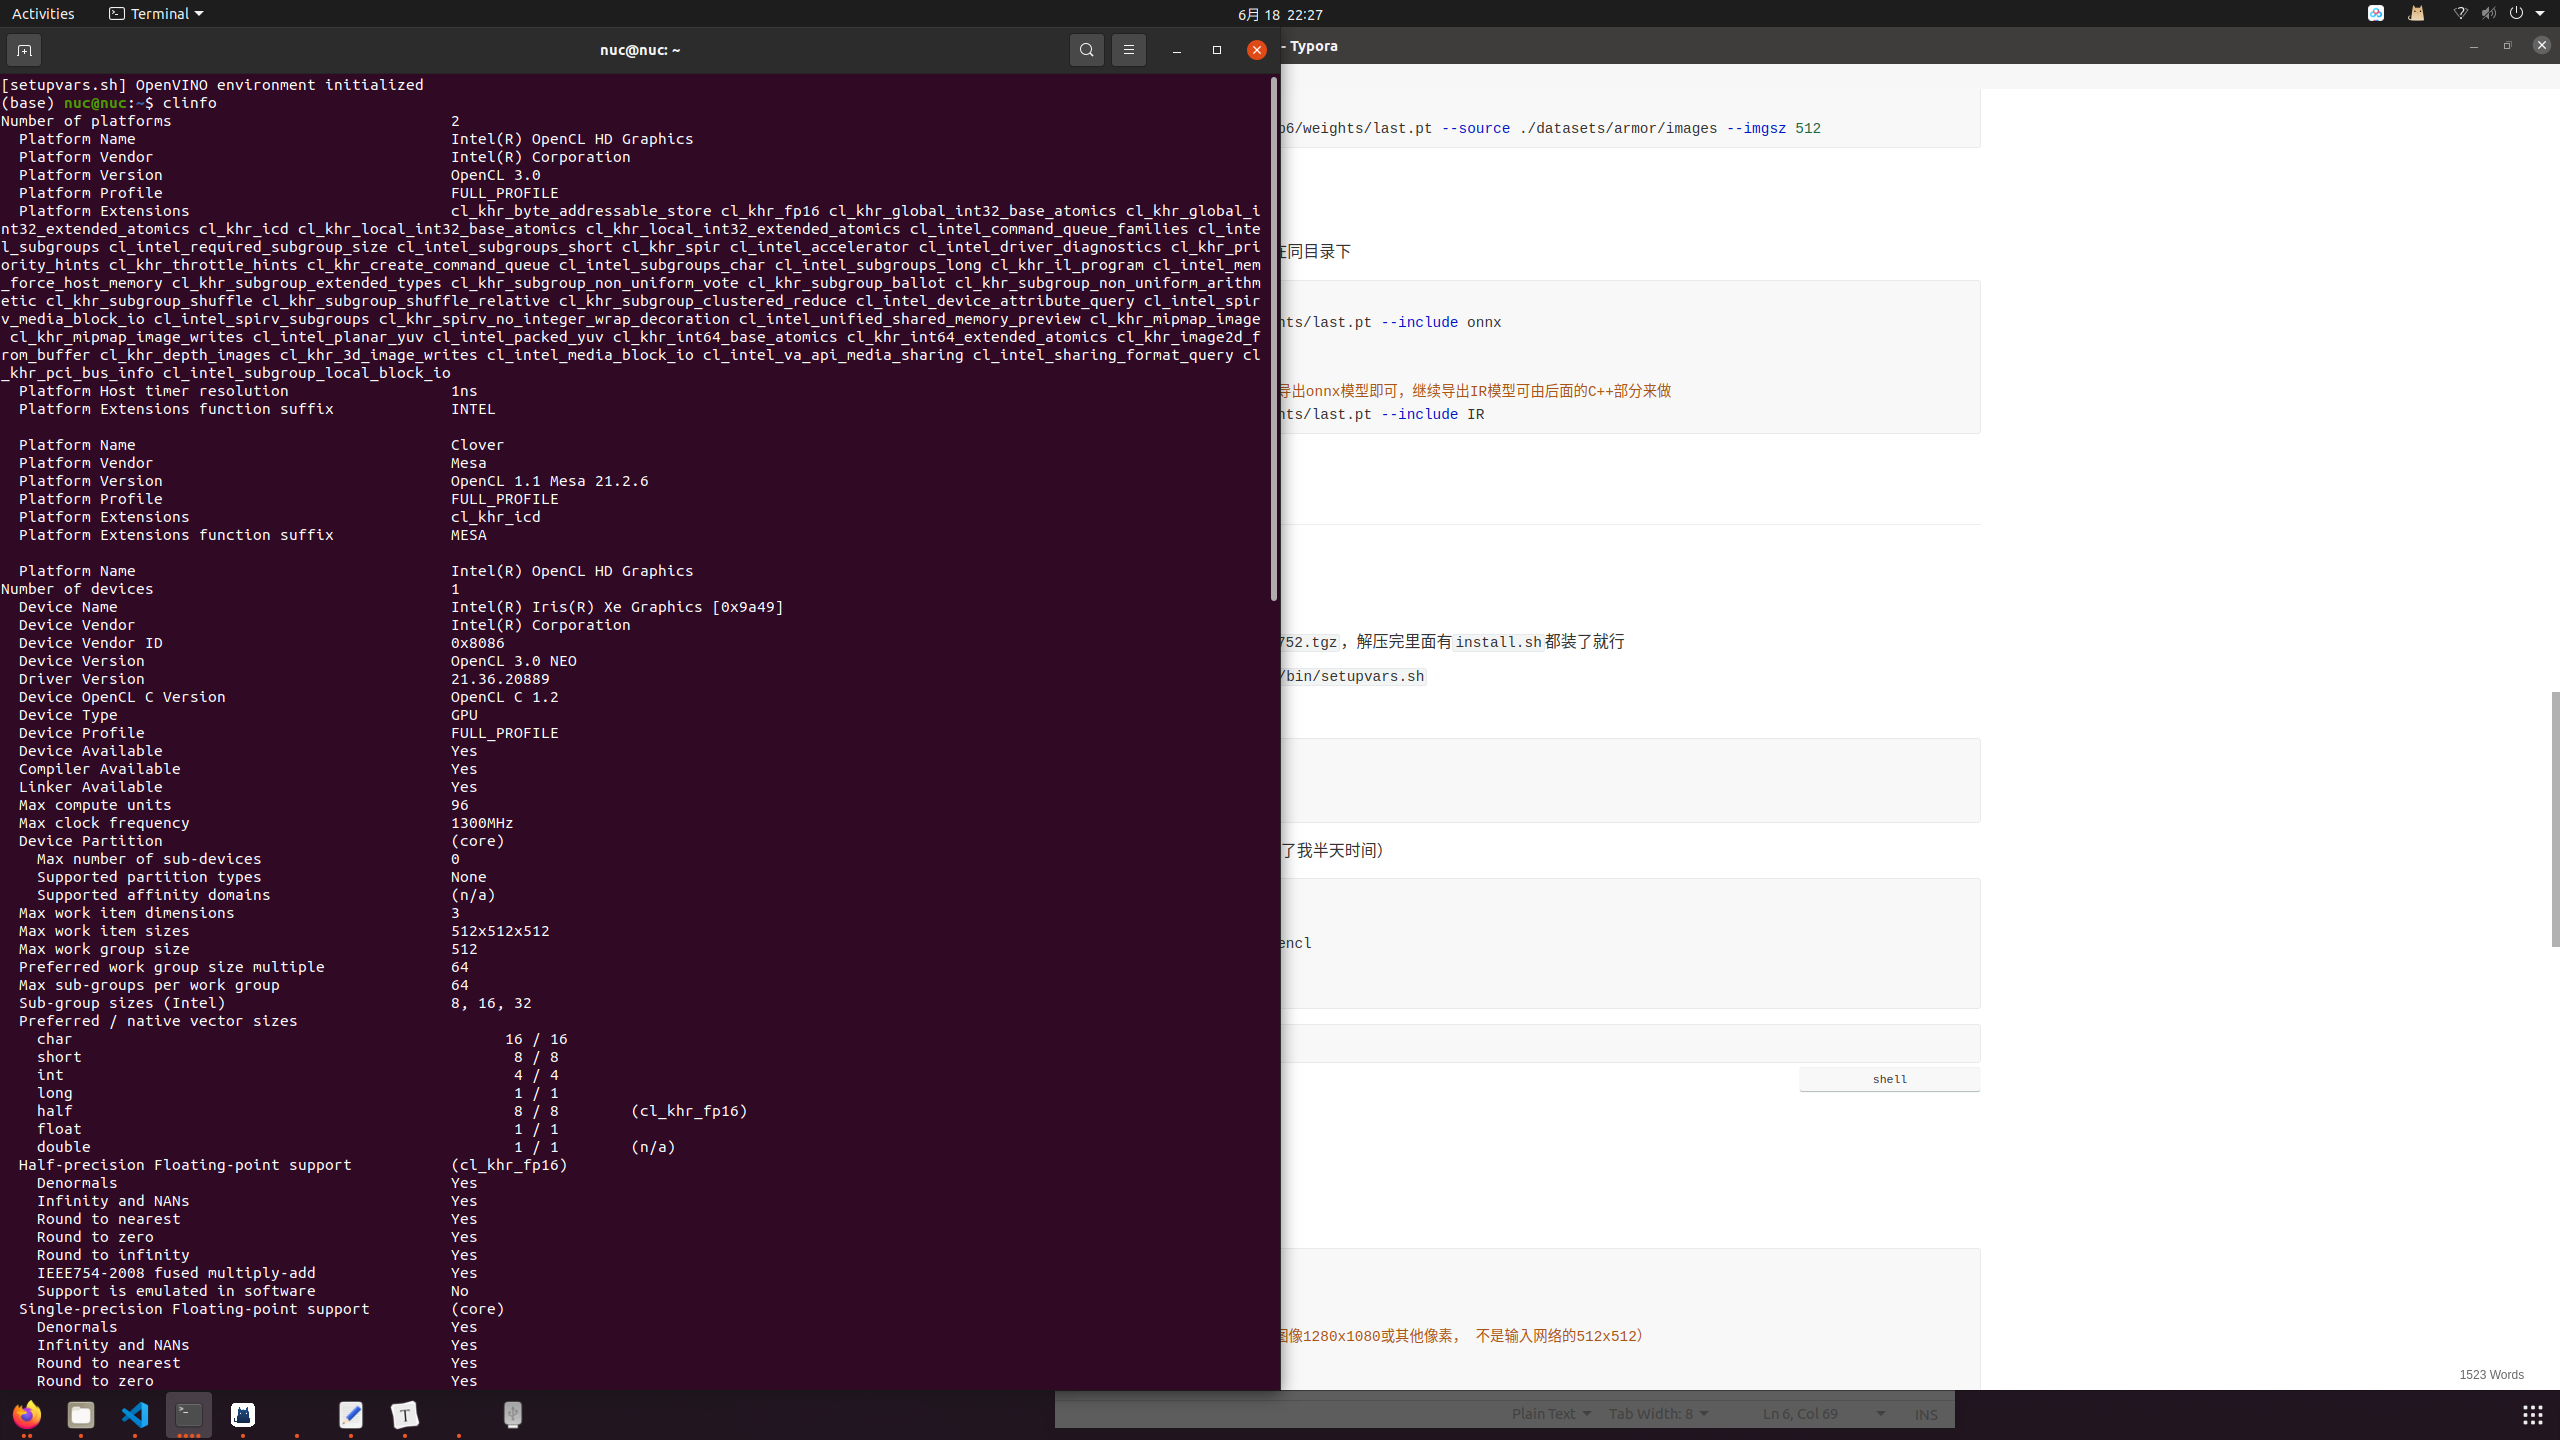 Activities
Terminal
6月 18 22:27
nuc@nuc: ~
- Typora
[setupvars.sh] OpenVINO environment initialized
(base) nuc@nuc:~$ clinfo
Number of platforms 2
Platform Name Intel(R) OpenCL HD Graphics
Platform Vendor Intel(R) Corporation
Platform Version OpenCL 3.0
Platform Profile FULL_PROFILE
Platform Extensions cl_khr_byte_addressable_store cl_khr_fp16 cl_khr_global_int32_base_atomics cl_khr_global_i
nt32_extended_atomics cl_khr_icd cl_khr_local_int32_base_atomics cl_khr_local_int32_extended_atomics cl_intel_command_queue_families cl_inte
l_subgroups cl_intel_required_subgroup_size cl_intel_subgroups_short cl_khr_spir cl_intel_accelerator cl_intel_driver_diagnostics cl_khr_pri
ority_hints cl_khr_throttle_hints cl_khr_create_command_queue cl_intel_subgroups_char cl_intel_subgroups_long cl_khr_il_program cl_intel_mem
_force_host_memory cl_khr_subgroup_extended_types cl_khr_subgroup_non_uniform_vote cl_khr_subgroup_ballot cl_khr_subgroup_non_uniform_arithm
etic cl_khr_subgroup_shuffle cl_khr_subgroup_shuffle_relative cl_khr_subgroup_clustered_reduce cl_intel_device_attribute_query cl_intel_spir
v_media_block_io cl_intel_spirv_subgroups cl_khr_spirv_no_integer_wrap_decoration cl_intel_unified_shared_memory_preview cl_khr_mipmap_image
cl_khr_mipmap_image_writes cl_intel_planar_yuv cl_intel_packed_yuv cl_khr_int64_base_atomics cl_khr_int64_extended_atomics cl_khr_image2d_f
rom_buffer cl_khr_depth_images cl_khr_3d_image_writes cl_intel_media_block_io cl_intel_va_api_media_sharing cl_intel_sharing_format_query cl
_khr_pci_bus_info cl_intel_subgroup_local_block_io
Platform Host timer resolution 1ns
Platform Extensions function suffix INTEL
Platform Name Clover
Platform Vendor Mesa
Platform Version OpenCL 1.1 Mesa 21.2.6
Platform Profile FULL_PROFILE
Platform Extensions cl_khr_icd
Platform Extensions function suffix MESA
Platform Name Intel(R) OpenCL HD Graphics
Number of devices 1
Device Name Intel(R) Iris(R) Xe Graphics [0x9a49]
Device Vendor Intel(R) Corporation
Device Vendor ID 0x8086
Device Version OpenCL 3.0 NEO
Driver Version 21.36.20889
Device OpenCL C Version OpenCL C 1.2
Device Type GPU
Device Profile FULL_PROFILE
Device Available Yes
Compiler Available Yes
Linker Available Yes
Max compute units 96
Max clock frequency 1300MHz
Device Partition (core)
Max number of sub-devices 0
Supported partition types None
Supported affinity domains (n/a)
Max work item dimensions 3
Max work item sizes 512x512x512
Max work group size 512
Preferred work group size multiple 64
Max sub-groups per work group 64
Sub-group sizes (Intel) 8, 16, 32
Preferred / native vector sizes
char 16 / 16
short 8 / 8
int 4 / 4
long 1 / 1
half 8 / 8 (cl_khr_fp16)
float 1 / 1
double 1 / 1 (n/a)
Half-precision Floating-point support (cl_khr_fp16)
Denormals Yes
Infinity and NANs Yes
Round to nearest Yes
Round to zero Yes
Round to infinity Yes
IEEE754-2008 fused multiply-add Yes
Support is emulated in software No
Single-precision Floating-point support (core)
Denormals Yes
Infinity and NANs Yes
Round to nearest Yes
Round to zero Yes
p6/weights/last.pt --source ./datasets/armor/images --imgsz 512
在同目录下
nts/last.pt --include onnx
导出onnx模型即可，继续导出IR模型可由后面的C++部分来做
nts/last.pt --include IR
752.tgz，解压完里面有install.sh都装了就行
/bin/setupvars.sh
了我半天时间）
encl
shell
图像1280x1080或其他像素， 不是输入网络的512x512）
1523 Words
Plain Text
Tab Width: 8
Ln 6, Col 69
INS